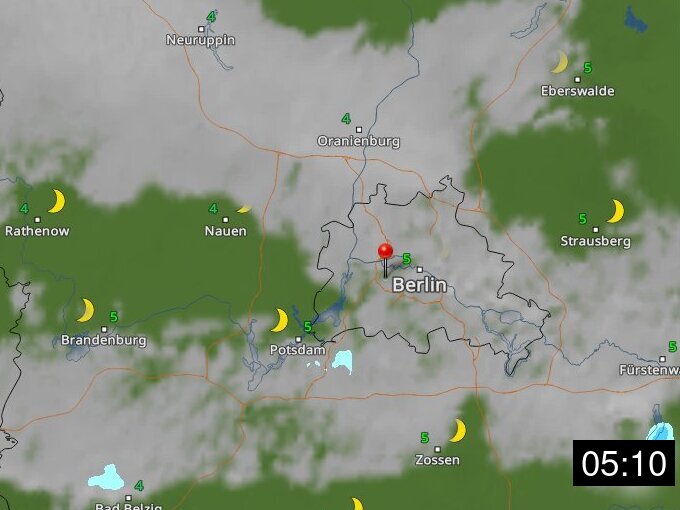 4
Neuruppin
5
Eberswalde
4
Oranienburg
4
Rathenow
4
Nauen
5
Strausberg
5
Berlin
5
Brandenburg
5
Potsdam
5
5
Zossen
05:10
4
Bad Belzig